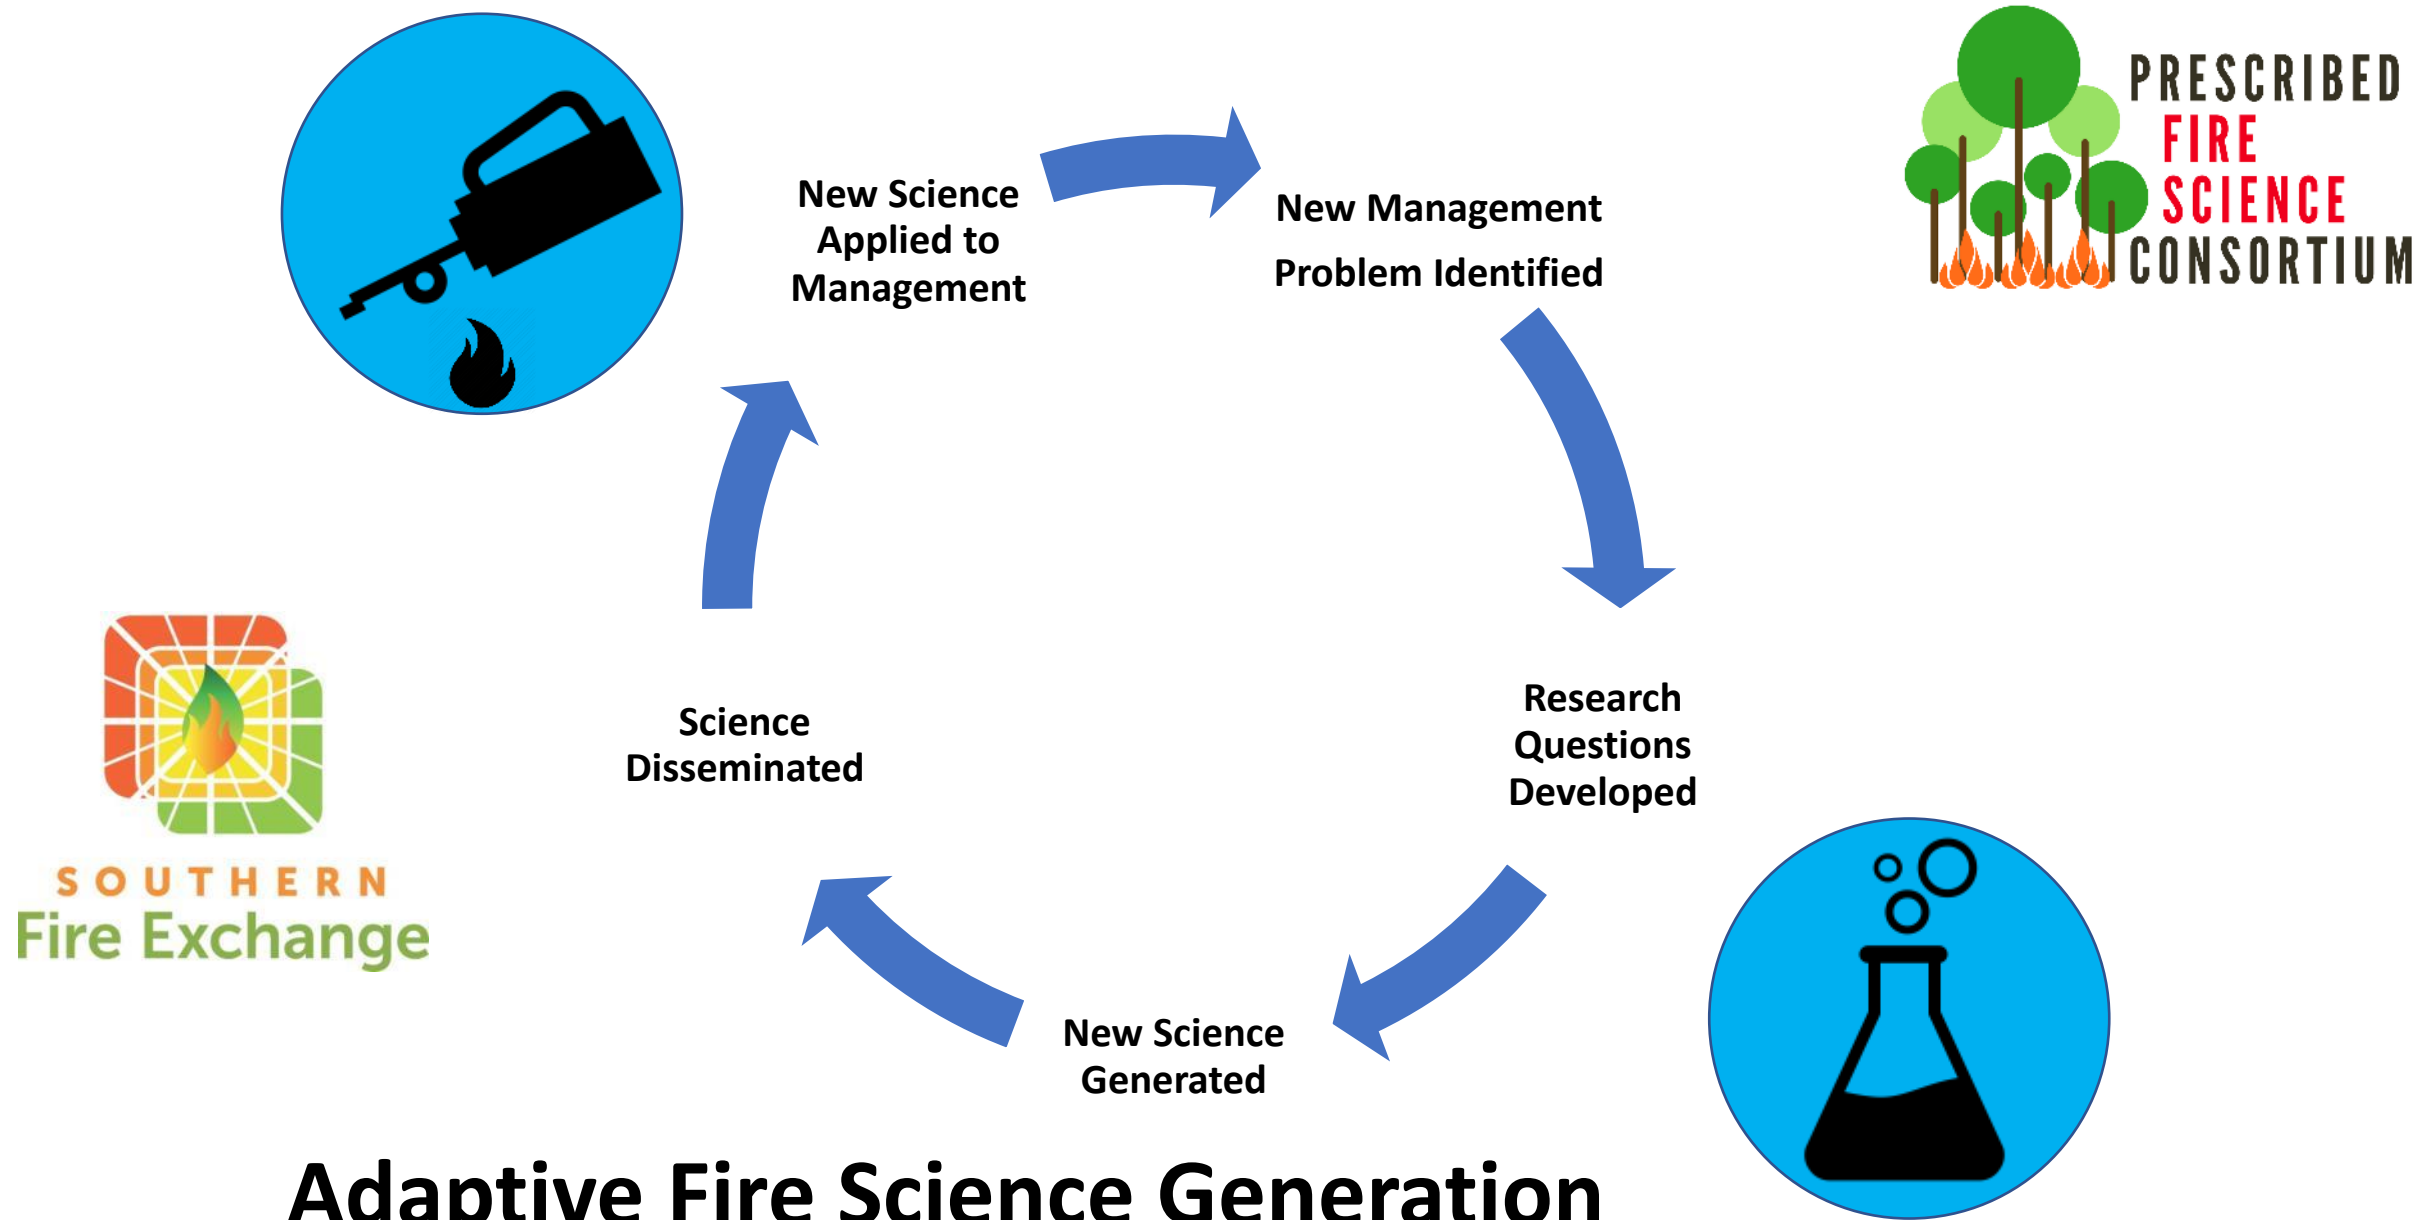 New Science
Applied to
Management
New Management
Problem Identified
PRESCRIBED
FIRE
SCIENCE
CONSORTIUM
Research
Questions
Developed
New Science
Generated
Science
Disseminated
SOUTHERN
Fire Exchange
Adaptive Fire Science Generation